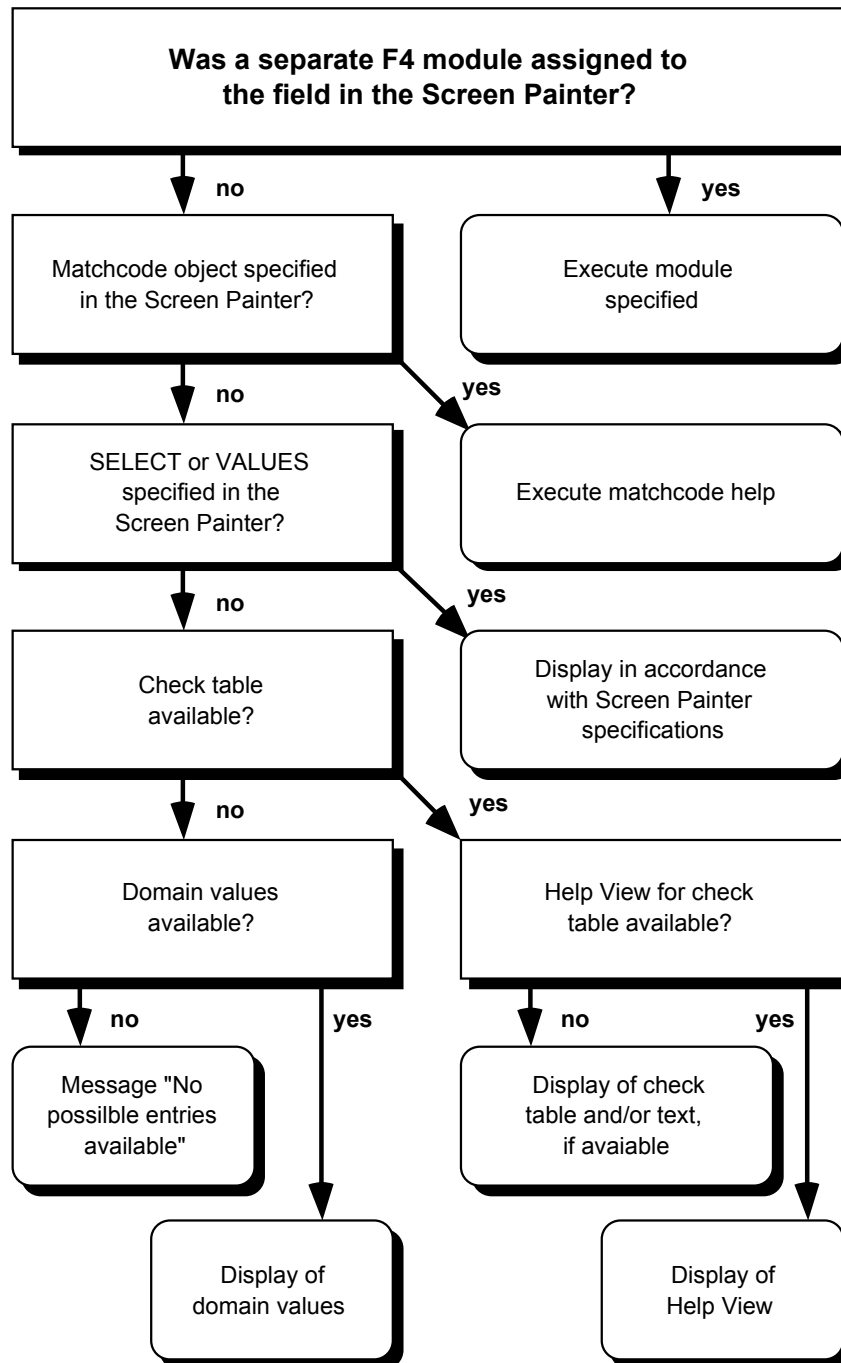 Was a separate F4 module assigned to
the field in the Screen Painter?
no
yes
Matchcode object specified
in the Screen Painter?
Execute module
specified
no
yes
SELECT or VALUES
specified in the
Screen Painter?
Execute matchcode help
no
yes
Check table
available?
Display in accordance
with Screen Painter
specifications
no
yes
Domain values
available?
Help View for check
table available?
no
yes
no
yes
Message "No
possilble entries
available"
Display of check
table and/or text,
if avaiable
Display of
domain values
Display of
Help View